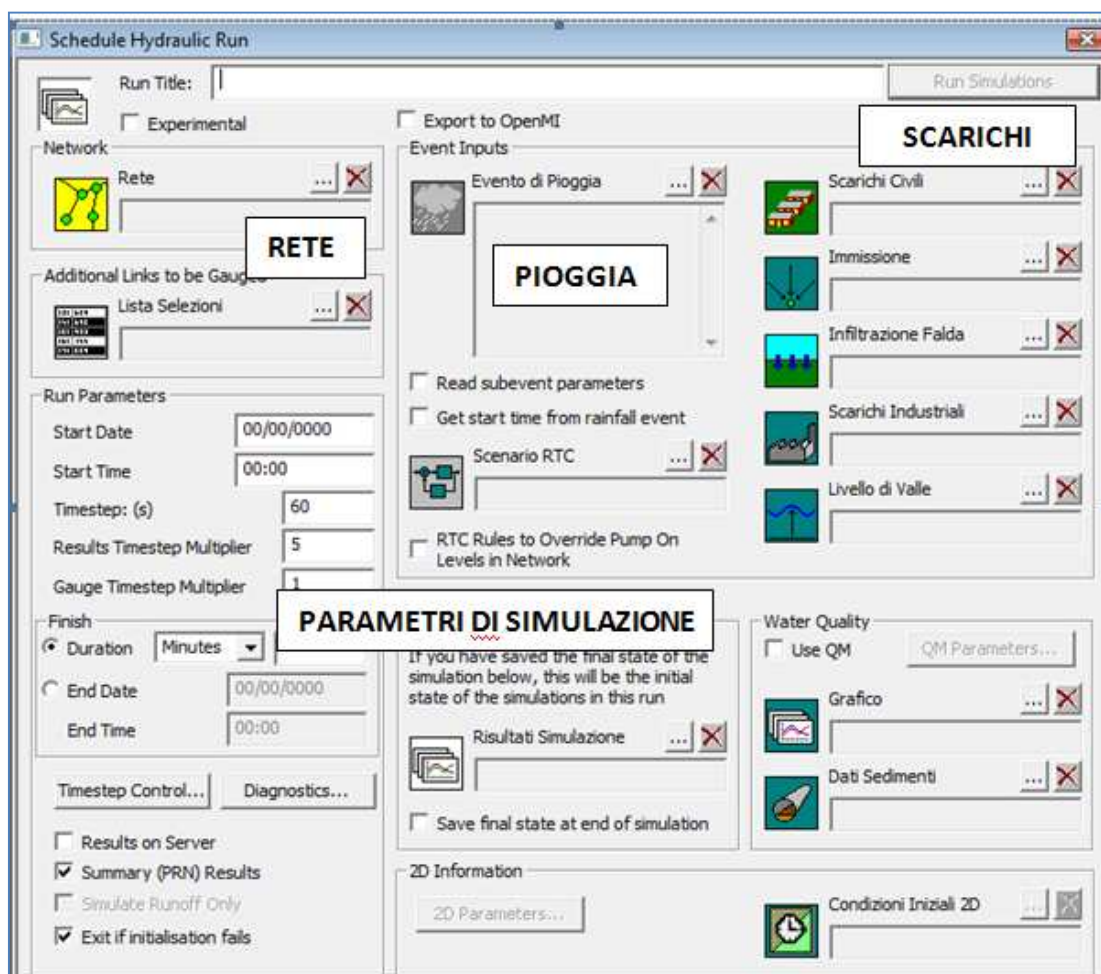 Schedule Hydraulic Run
Run Title:
Run Simulations
Experimental
Export to OpenMI
SCARICHI
Network
Rete
...
RETE
Additional Links to be Gauged
Lista Selezioni
...
Event Inputs
Evento di Pioggia
...
PIOGGIA
Read subevent parameters
Get start time from rainfall event
Scenario RTC
...
RTC Rules to Override Pump On
Levels in Network
Scarichi Civili
...
Immissione
...
Infiltrazione Falda
...
Scarichi Industriali
...
Livello di Valle
...
Run Parameters
Start Date
00/00/0000
Start Time
00:00
Timestep: (s)
60
Results Timestep Multiplier
5
Gauge Timestep Multiplier
1
PARAMETRI DI SIMULAZIONE
Finish
Duration
Minutes
End Date
00/00/0000
End Time
00:00
Timestep Control...
Diagnostics...
Results on Server
Summary (PRN) Results
Simulate Runoff Only
Exit if initialisation fails
If you have saved the final state of the
simulation below, this will be the initial
state of the simulations in this run
Risultati Simulazione
...
Save final state at end of simulation
Water Quality
Use QM
QM Parameters...
Grafico
...
Dati Sedimenti
...
2D Information
2D Parameters...
Condizioni Iniziali 2D
...